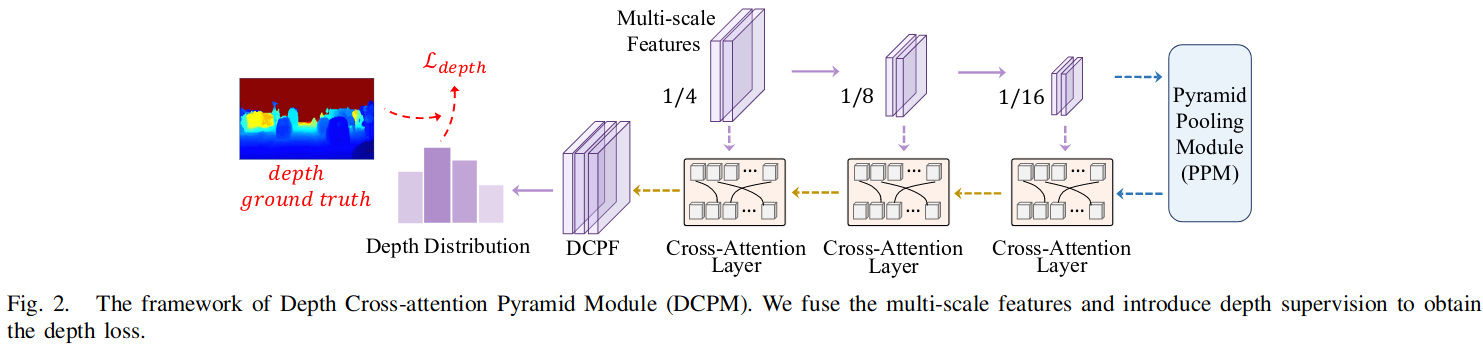 Multi-scale
Features
1/4
1/8
1/16
Pyramid
Pooling
Module
(PPM)
ℒ𝑑𝑒𝑝𝑡ℎ
depth
ground truth
Depth Distribution
DCPF
Cross-Attention
Layer
Cross-Attention
Layer
Cross-Attention
Layer
Fig. 2. The framework of Depth Cross-attention Pyramid Module (DCPM). We fuse the multi-scale features and introduce depth supervision to obtain
the depth loss.